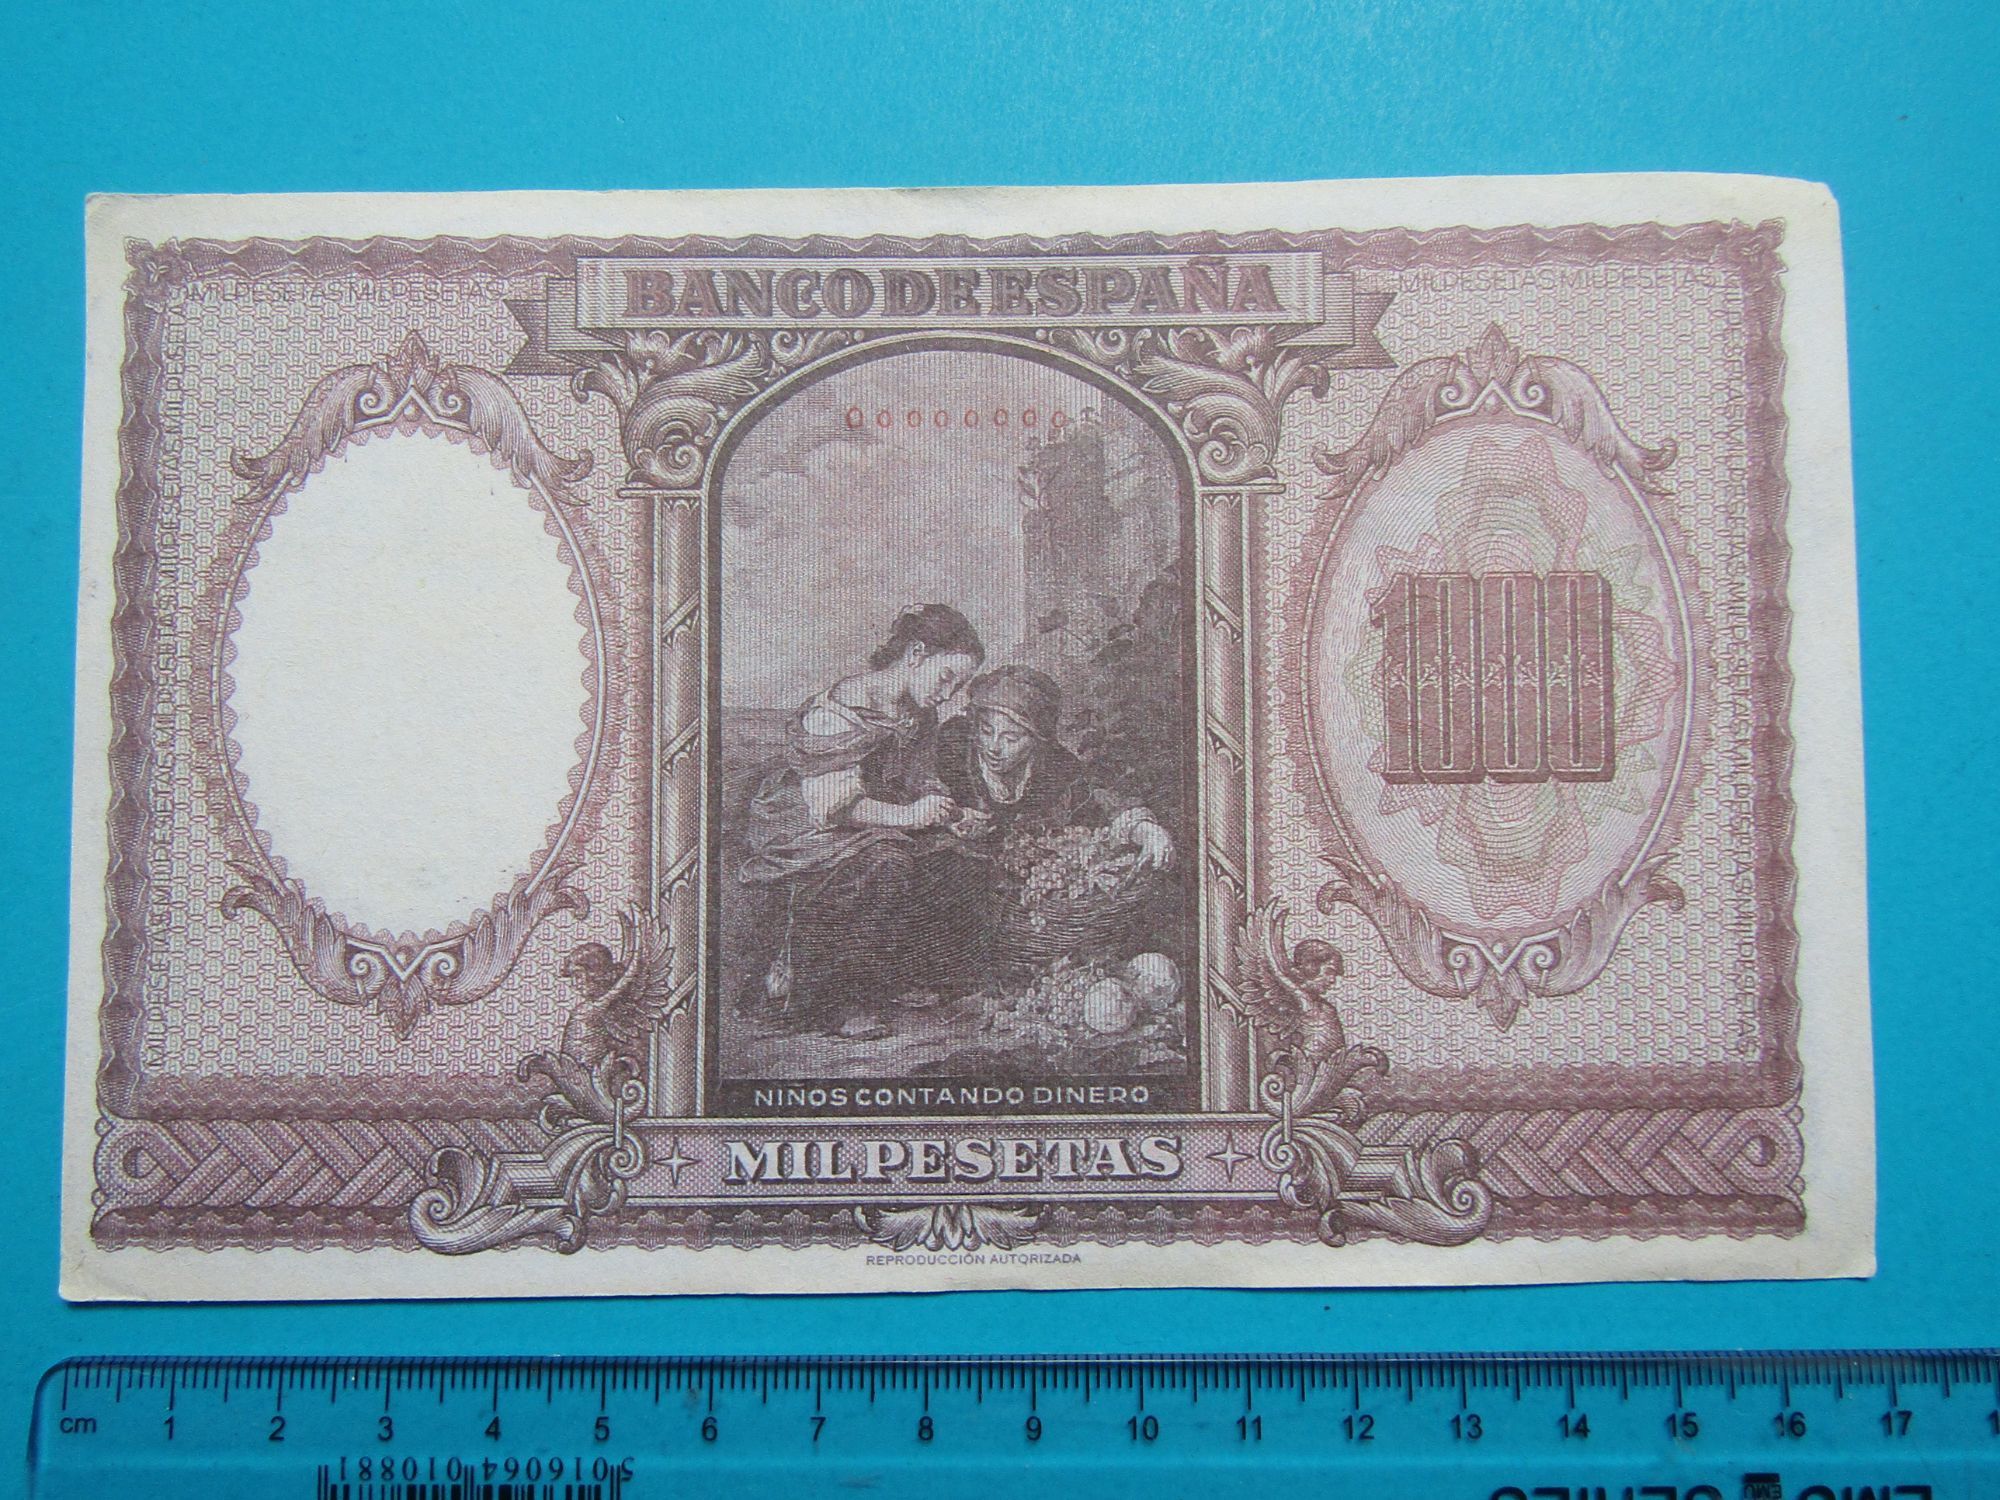 BANCO DE ESPAÑA
MIL PESETAS MIL PESETAS
MIL PESETAS MIL PESETAS
00000000
1000
NIÑOS CONTANDO DINERO
MIL PESETAS
REPRODUCCIÓN AUTORIZADA
cm 1 2 3 4 5 6 7 8 9 10 11 12 13 14 15 16 17
5016064 010881